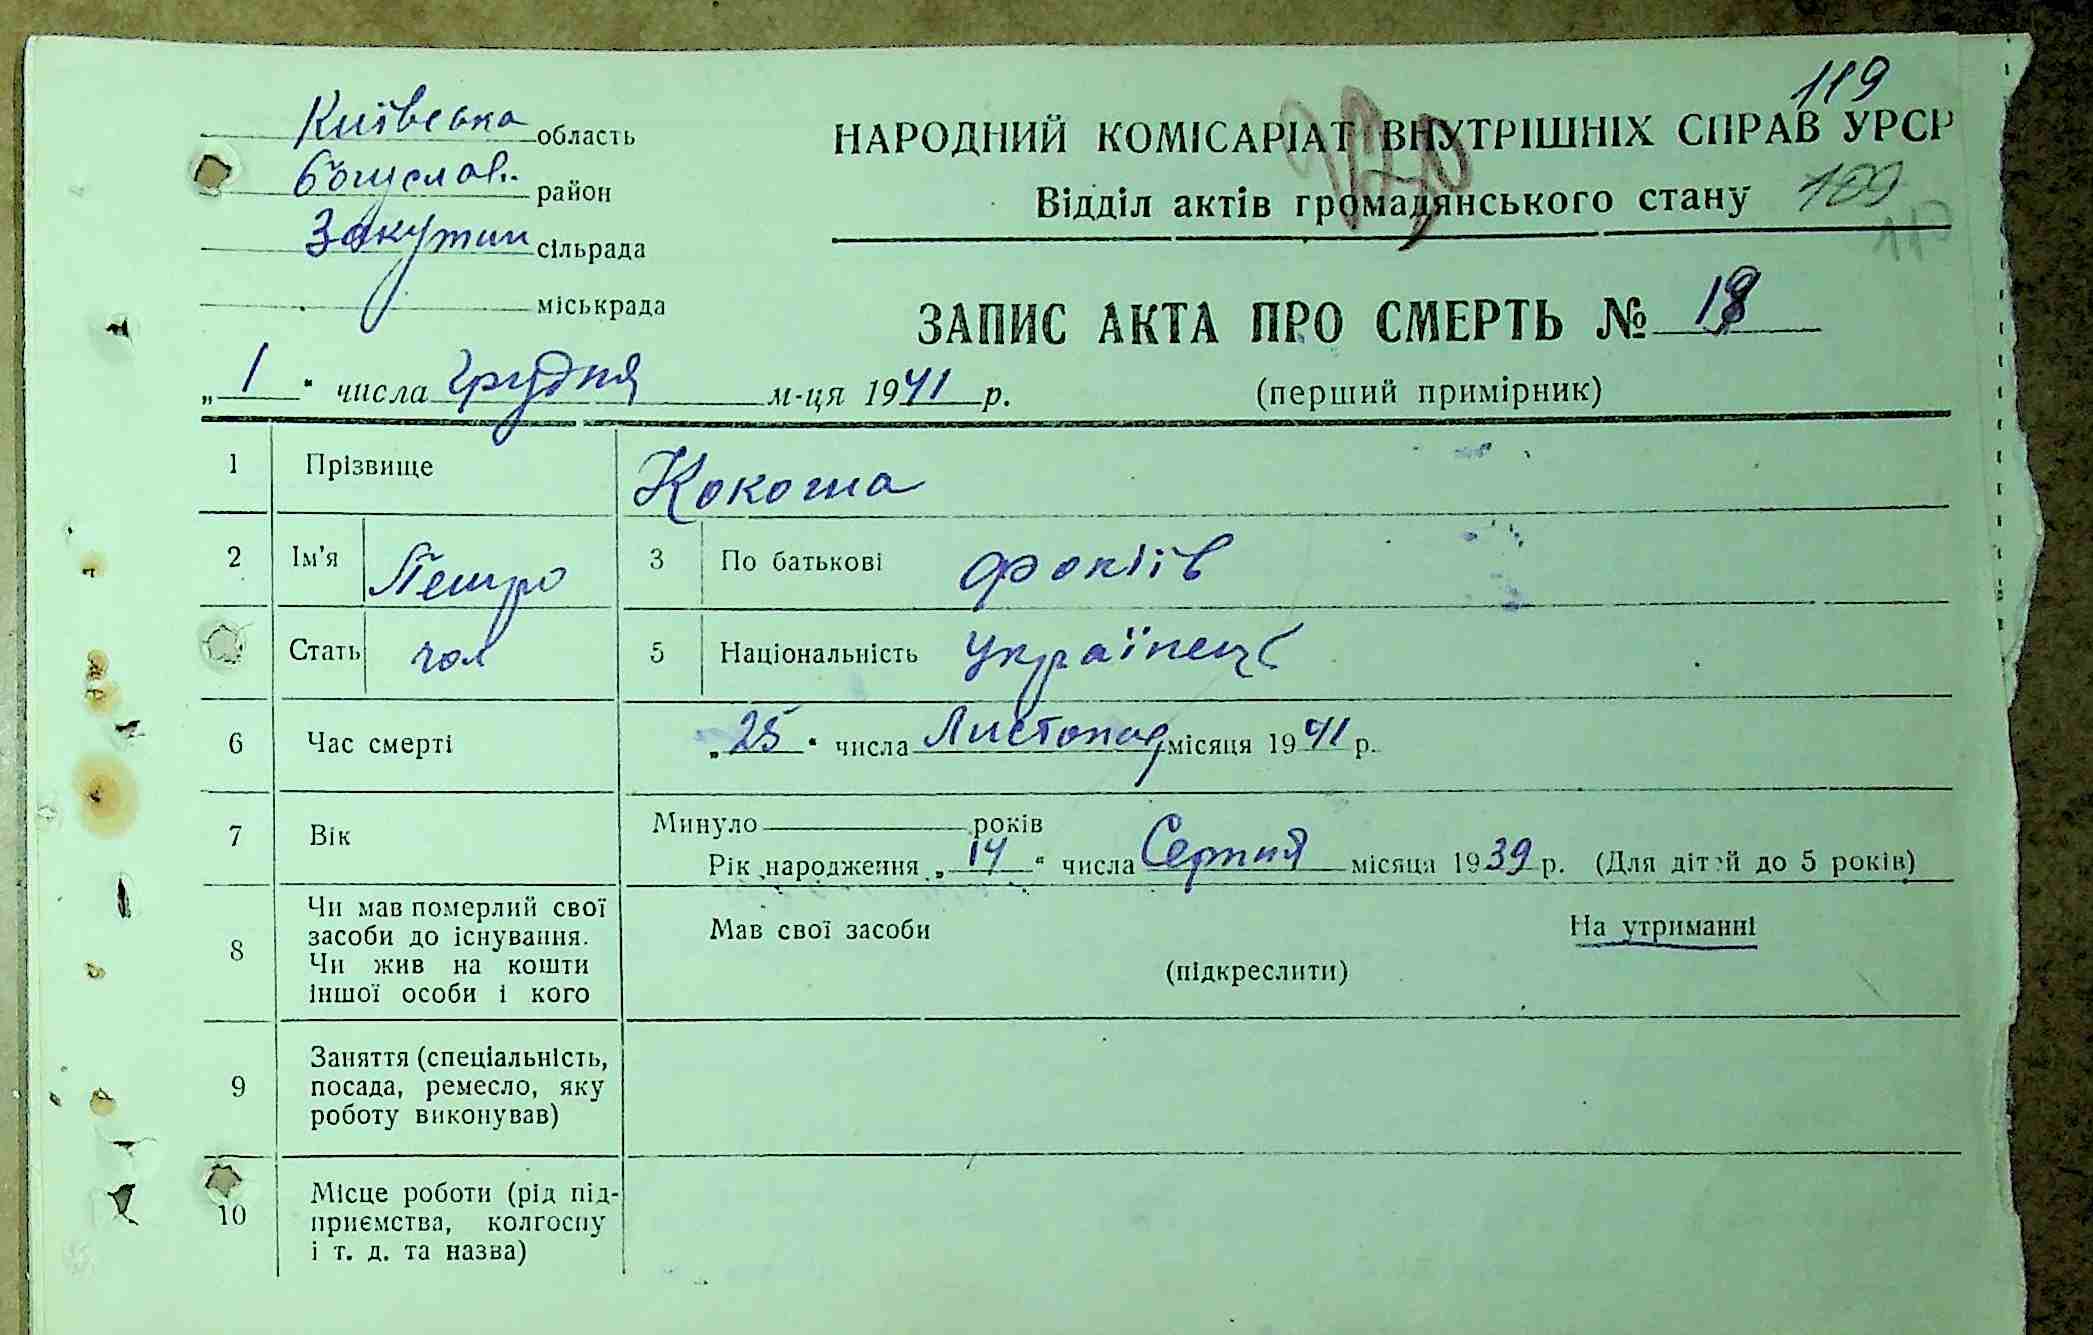 119
Київська область
Богуслав. район
Закутин сільрада
міськрада
НАРОДНИЙ КОМІСАРІАТ ВНУТРІШНІХ СПРАВ УРСР
Відділ актів громадянського стану 109
ЗАПИС АКТА ПРО СМЕРТЬ №
„ 1 “ числа Грудня м-ця 1941 р. (перший примірник)
1 Прізвище Кокоша
2 Ім'я Петро 3 По батькові Фокіїв
Стать чол 5 Національність Українець
6 Час смерті „ 25 “ числа Листопад місяця 1941 р.
7 Вік Минуло років
Рік народження „ 14 “ числа Серпня місяця 1939 р. (Для дітей до 5 років)
8 Чи мав померлий свої
засоби до існування.
Чи жив на кошти
іншої особи і кого
Мав свої засоби На утриманні
(підкреслити)
9 Заняття (спеціальність,
посада, ремесло, яку
роботу виконував)
10 Місце роботи (рід під-
приємства, колгоспу
і т. д. та назва)